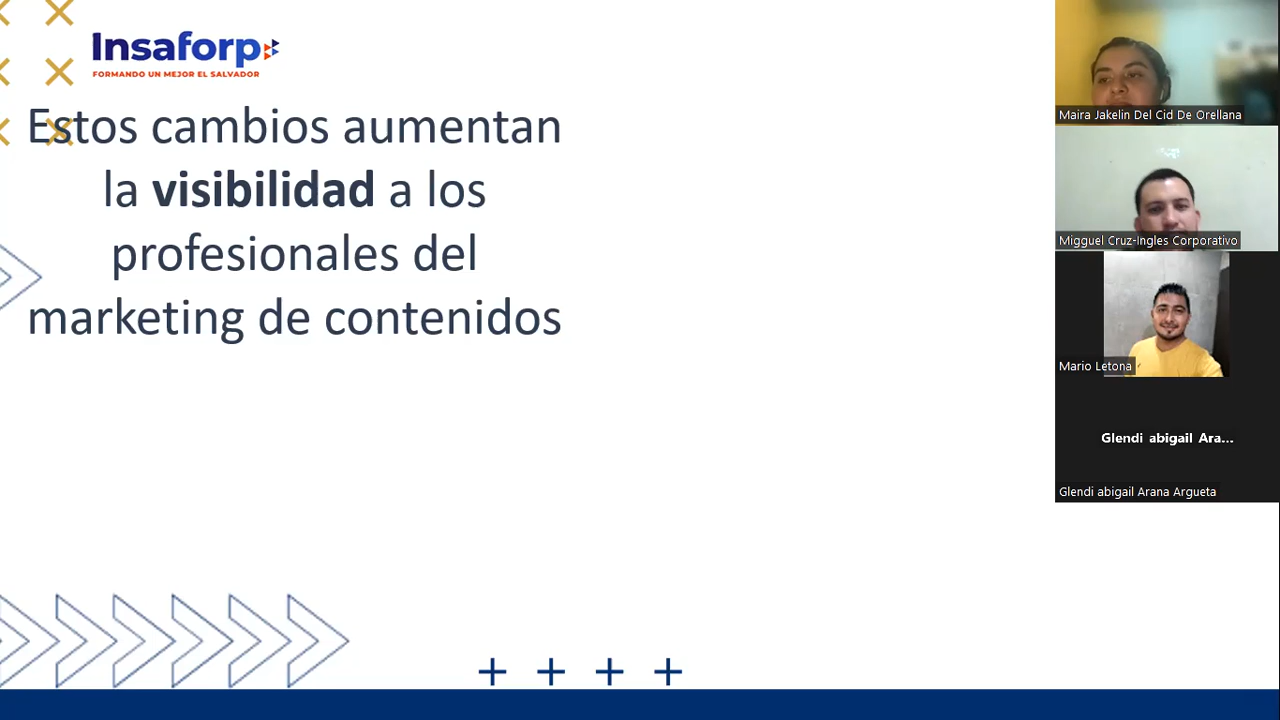 Insaforp
FORMANDO UN MEJOR EL SALVADOR
Estos cambios aumentan
la visibilidad a los
profesionales del
marketing de contenidos
Maira Jakelin Del Cid De Orellana
Migguel Cruz-Ingles Corporativo
Mario Letona
Glendi abigail Ara...
Glendi abigail Arana Argueta